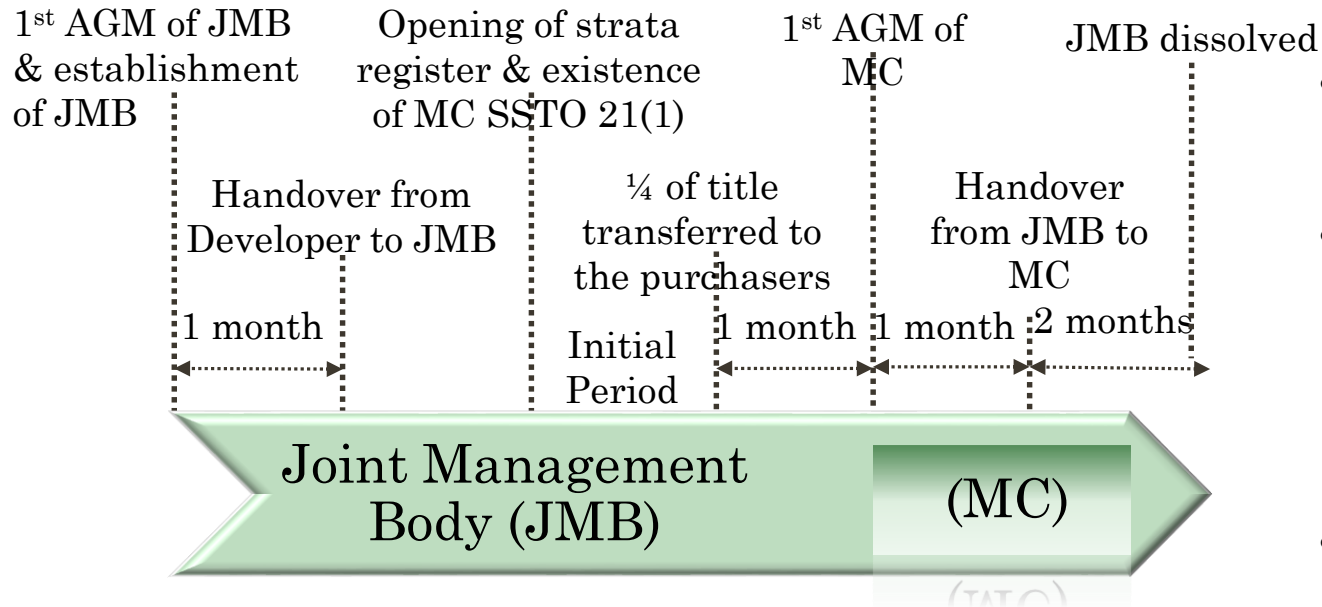 1st AGM of JMB
& establishment
of JMB
Opening of strata
register & existence
of MC SSTO 21(1)
1st AGM of
MC
JMB dissolved
Handover from
Developer to JMB
¼ of title
transferred to
the purchasers
Handover
from JMB to
MC
1 month
Initial
Period
1 month
1 month
2 months
Joint Management
Body (JMB)
(MC)